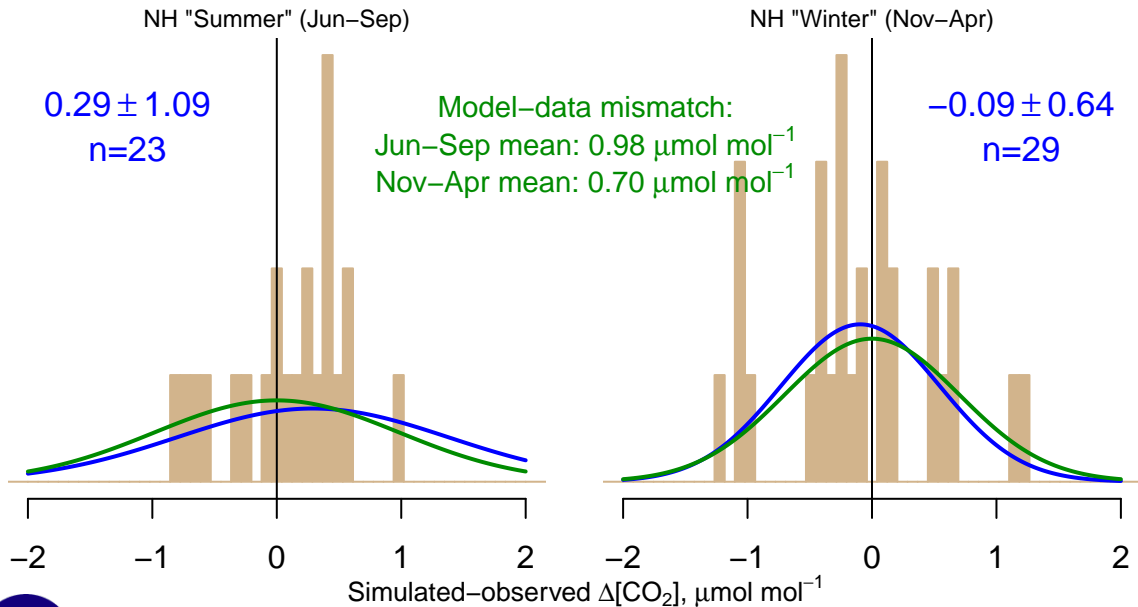 NH "Summer" (Jun−Sep)
NH "Winter" (Nov−Apr)
0.29 ± 1.09
n=23
Model−data mismatch:
Jun−Sep mean: 0.98 μmol mol⁻¹
Nov−Apr mean: 0.70 μmol mol⁻¹
−0.09 ± 0.64
n=29
−2 −1 0 1 2
−2 −1 0 1 2
Simulated−observed Δ[CO₂], μmol mol⁻¹